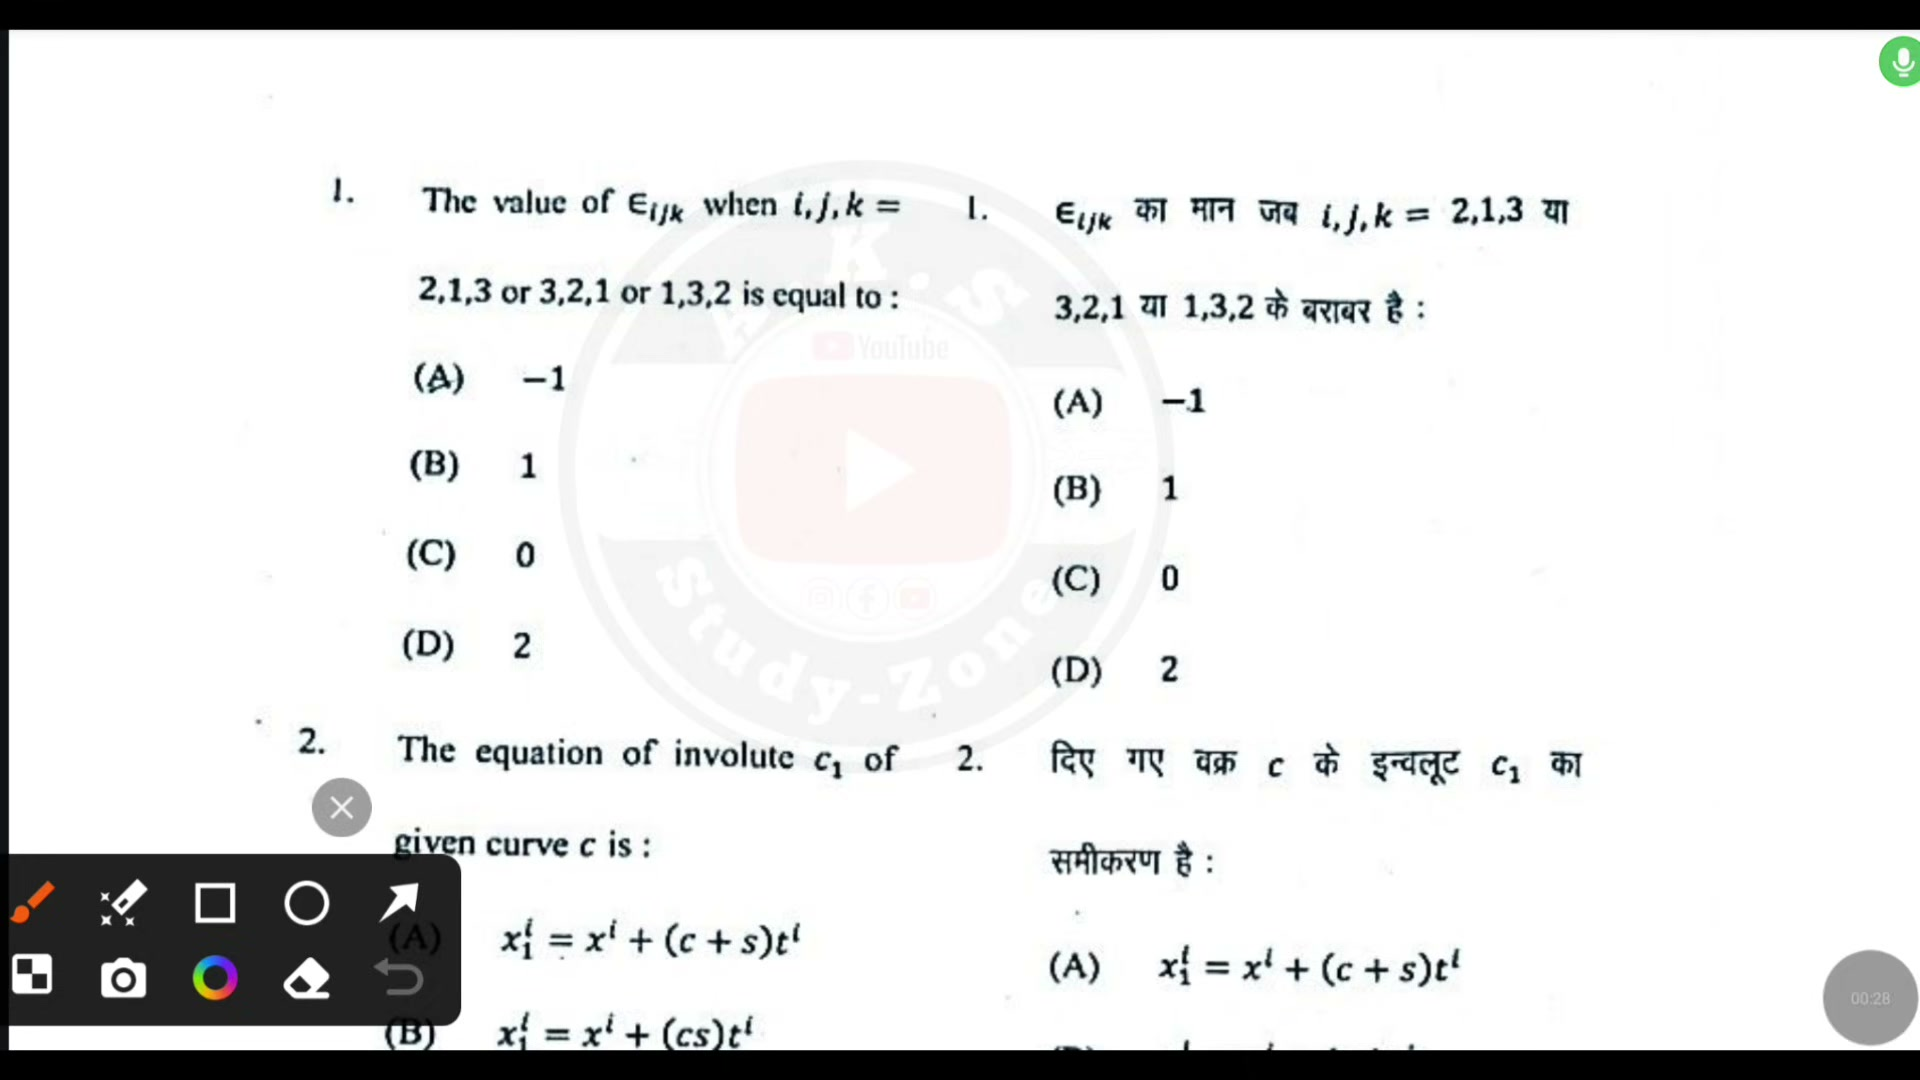 1. The value of ∈ijk when i,j,k =
2,1,3 or 3,2,1 or 1,3,2 is equal to :
(A) −1
(B) 1
(C) 0
(D) 2
2. The equation of involute c₁ of
given curve c is :
(A) x₁ⁱ = xⁱ + (c + s)tⁱ
(B) x₁ⁱ = xⁱ + (cs)tⁱ
1. ∈ijk का मान जब i,j,k = 2,1,3 या
3,2,1 या 1,3,2 के बराबर है :
(A) −1
(B) 1
(C) 0
(D) 2
2. दिए गए वक्र c के इन्वलूट c₁ का
समीकरण है :
(A) x₁ⁱ = xⁱ + (c + s)tⁱ
A K.S
YouTube
Study-Zone
00:28